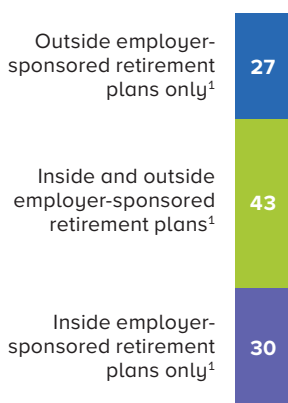 Outside employer-
sponsored retirement
plans only¹
27
Inside and outside
employer-sponsored
retirement plans¹
43
Inside employer-
sponsored retirement
plans only¹
30